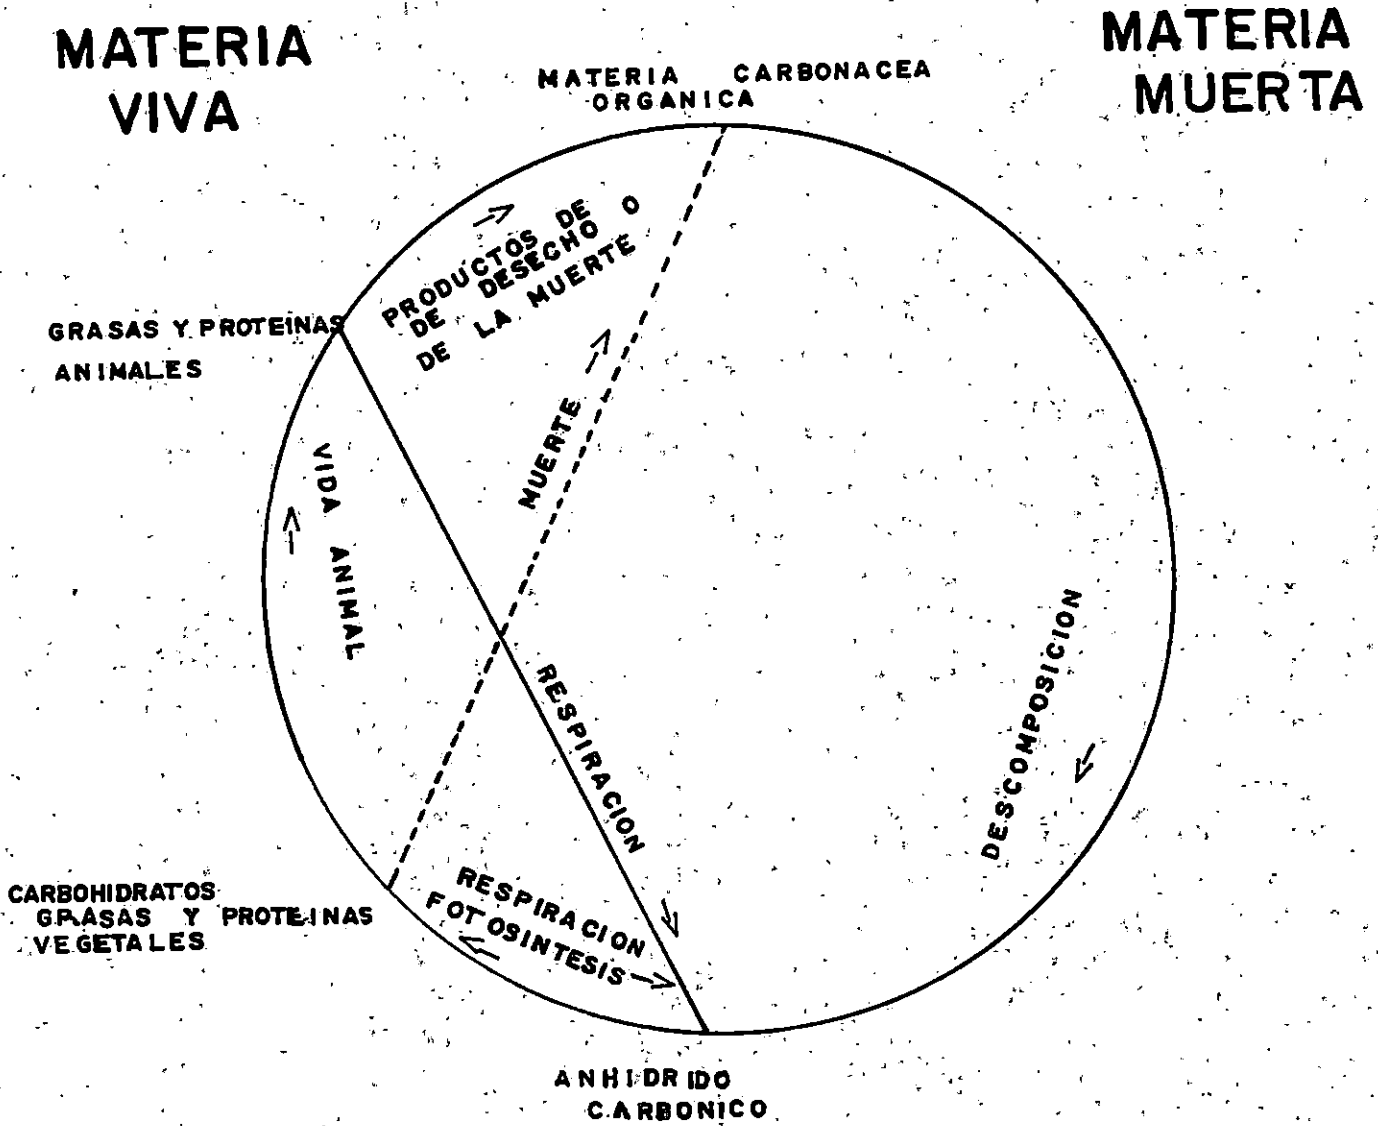 MATERIA
VIVA
MATERIA
MUERTA
MATERIA CARBONACEA
ORGANICA
PRODUCTOS DE
DE DESECHO O
DE LA MUERTE
GRASAS Y PROTEINAS
ANIMALES
MUERTE
VIDA ANIMAL
RESPIRACION
DESCOMPOSICION
CARBOHIDRATOS
GRASAS Y PROTEINAS
VEGETALES
RESPIRACION
FOTOSINTESIS
ANHIDRIDO
CARBONICO